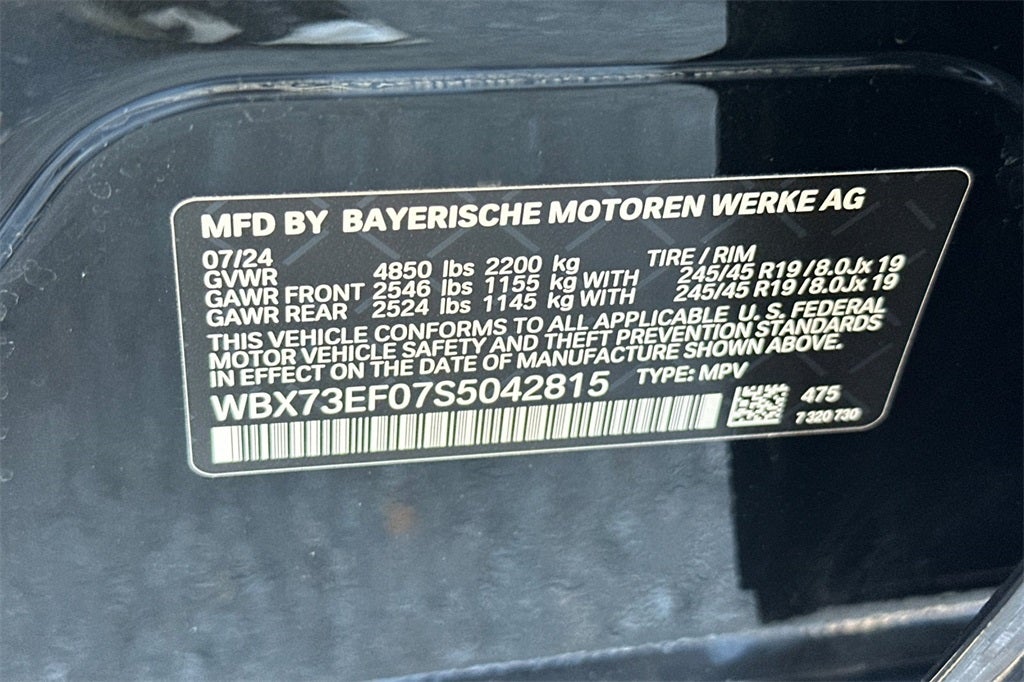 MFD BY BAYERISCHE MOTOREN WERKE AG
07/24 TIRE / RIM
GVWR 4850 lbs 2200 kg
GAWR FRONT 2546 lbs 1155 kg WITH 245/45 R19 / 8.0Jx 19
GAWR REAR 2524 lbs 1145 kg WITH 245/45 R19 / 8.0Jx 19
THIS VEHICLE CONFORMS TO ALL APPLICABLE U. S. FEDERAL
MOTOR VEHICLE SAFETY AND THEFT PREVENTION STANDARDS
IN EFFECT ON THE DATE OF MANUFACTURE SHOWN ABOVE.
WBX73EF07S5042815 TYPE: MPV
475
7 320 730